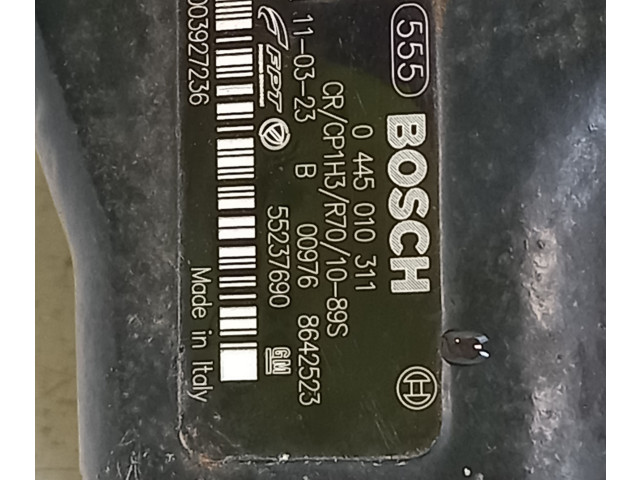 555 BOSCH
0 445 010 311
CR/CP1H3/R70/10-89S
11-03-23 B 00976 8642523
FPT 55237690 GM
Made in Italy
003927236